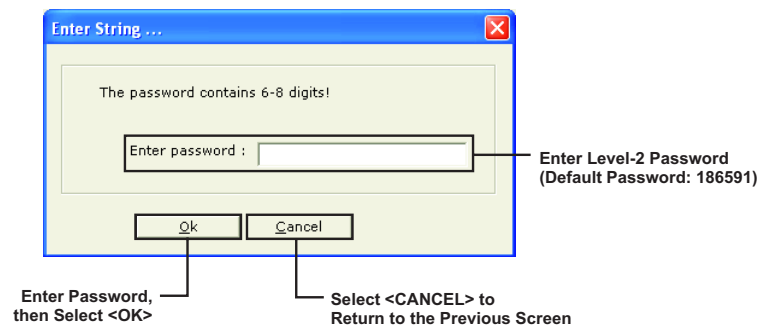 Enter String ...
The password contains 6-8 digits!
Enter password :
Enter Level-2 Password
(Default Password: 186591)
Ok
Cancel
Enter Password,
then Select <OK>
Select <CANCEL> to
Return to the Previous Screen